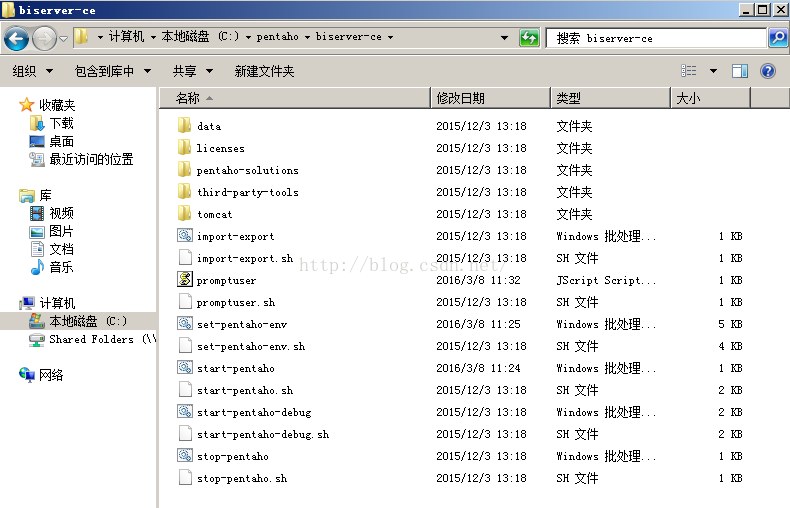 biserver-ce
计算机 本地磁盘 (C:) pentaho biserver-ce
搜索 biserver-ce
组织 包含到库中 共享 新建文件夹
收藏夹
下载
桌面
最近访问的位置
库
视频
图片
文档
音乐
计算机
本地磁盘 (C:)
Shared Folders (\\
网络
名称 修改日期 类型 大小
data 2015/12/3 13:18 文件夹
licenses 2015/12/3 13:18 文件夹
pentaho-solutions 2015/12/3 13:18 文件夹
third-party-tools 2015/12/3 13:18 文件夹
tomcat 2015/12/3 13:18 文件夹
import-export 2015/12/3 13:18 Windows 批处理... 1 KB
import-export.sh 2015/12/3 13:18 SH 文件 1 KB
http://blog.csdn.net/
promptuser 2016/3/8 11:32 JScript Script... 1 KB
promptuser.sh 2015/12/3 13:18 SH 文件 1 KB
set-pentaho-env 2016/3/8 11:25 Windows 批处理... 5 KB
set-pentaho-env.sh 2015/12/3 13:18 SH 文件 4 KB
start-pentaho 2016/3/8 11:24 Windows 批处理... 1 KB
start-pentaho.sh 2015/12/3 13:18 SH 文件 2 KB
start-pentaho-debug 2015/12/3 13:18 Windows 批处理... 2 KB
start-pentaho-debug.sh 2015/12/3 13:18 SH 文件 2 KB
stop-pentaho 2015/12/3 13:18 Windows 批处理... 1 KB
stop-pentaho.sh 2015/12/3 13:18 SH 文件 1 KB